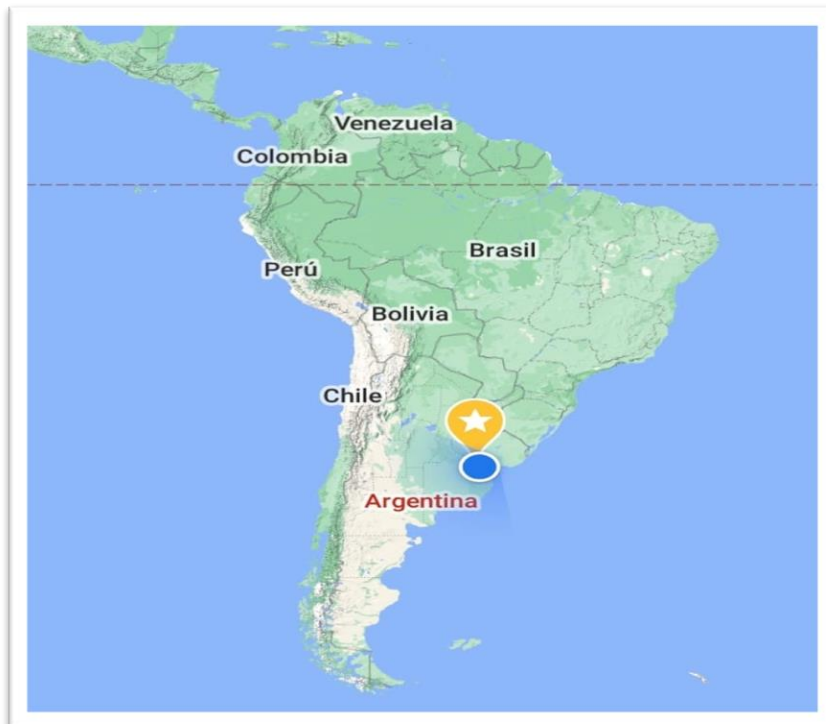 Venezuela
Colombia
Brasil
Perú
Bolivia
Chile
Argentina